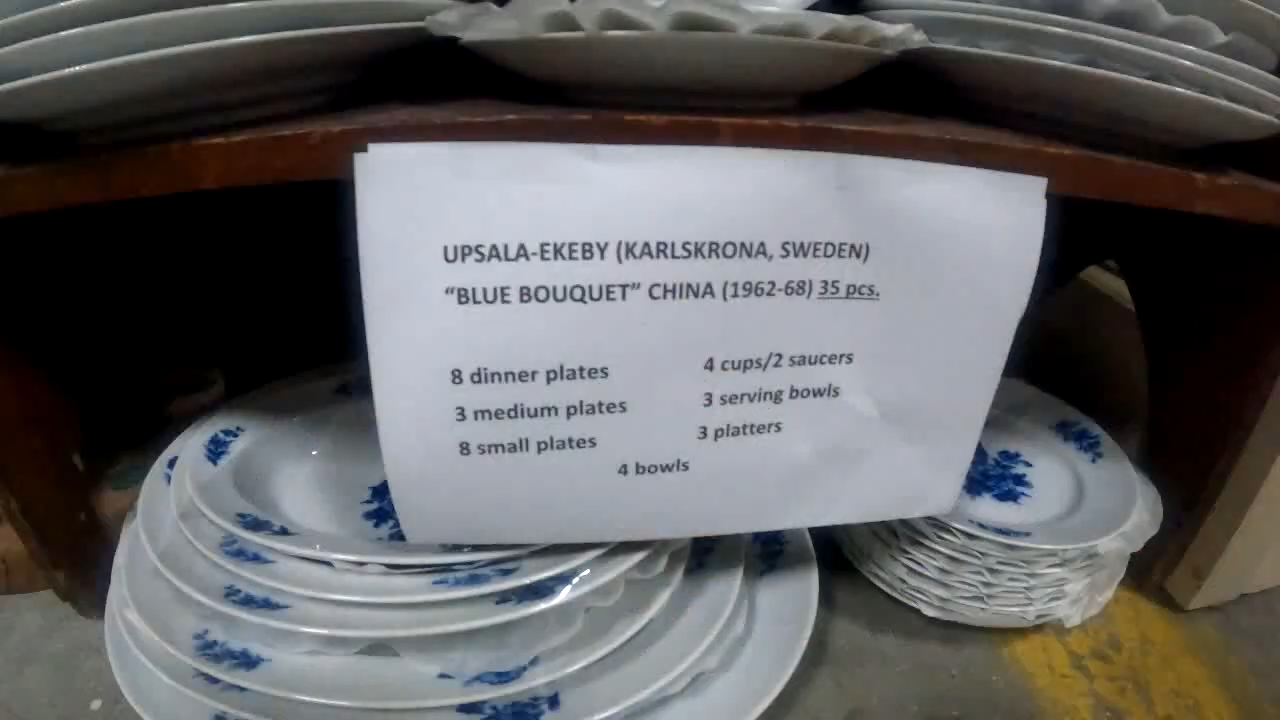 UPSALA-EKEBY (KARLSKRONA, SWEDEN)
“BLUE BOUQUET” CHINA (1962-68) 35 pcs.
8 dinner plates
3 medium plates
8 small plates
4 cups/2 saucers
3 serving bowls
3 platters
4 bowls